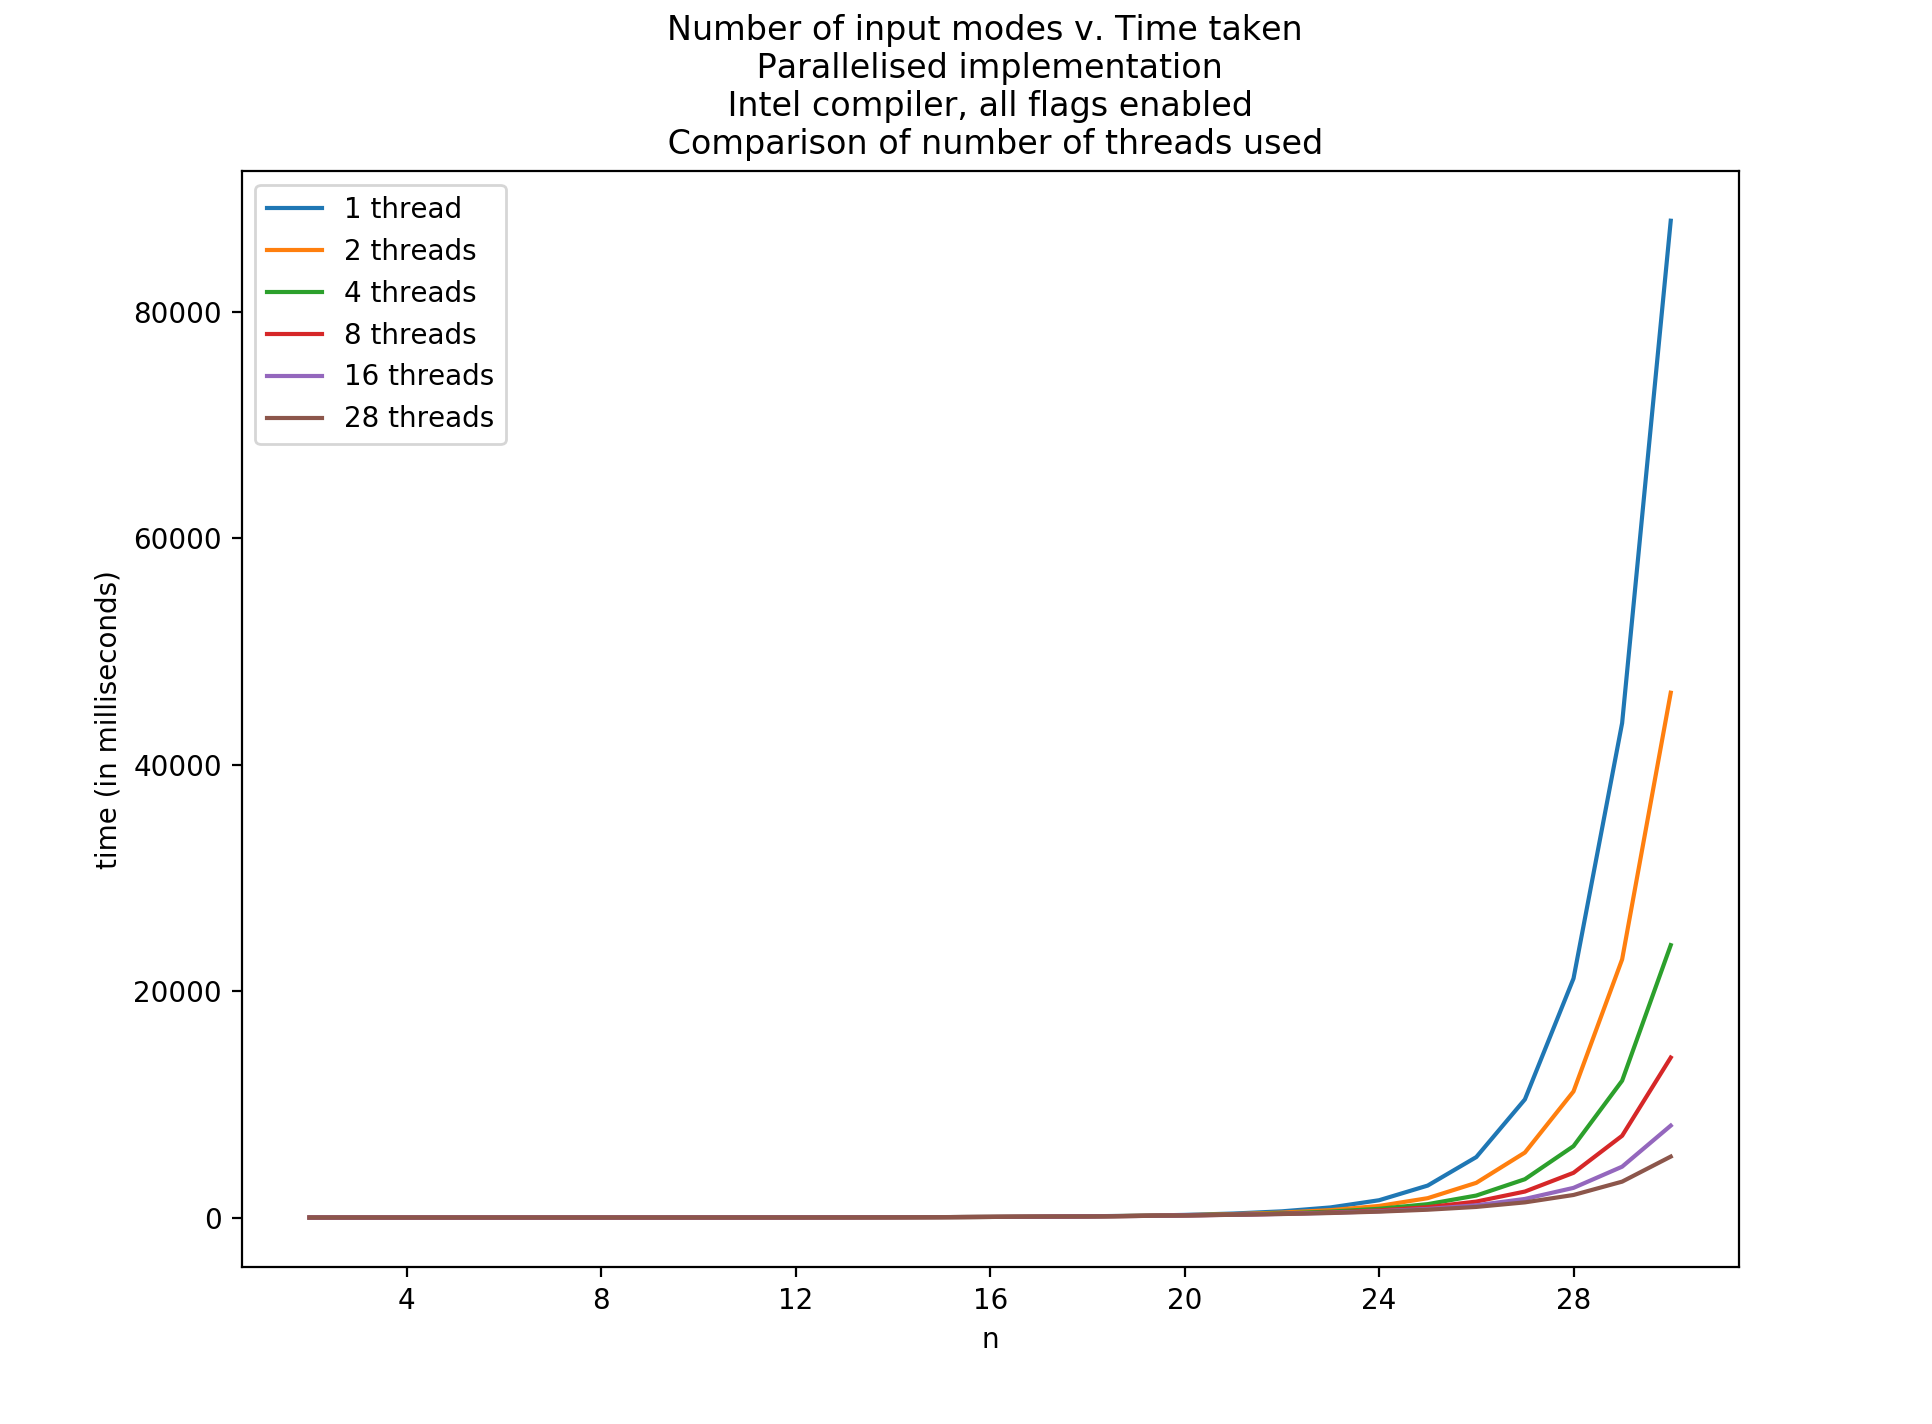 Number of input modes v. Time taken
Parallelised implementation
Intel compiler, all flags enabled
Comparison of number of threads used
1 thread
2 threads
4 threads
8 threads
16 threads
28 threads
80000
60000
40000
20000
0
time (in milliseconds)
4 8 12 16 20 24 28
n